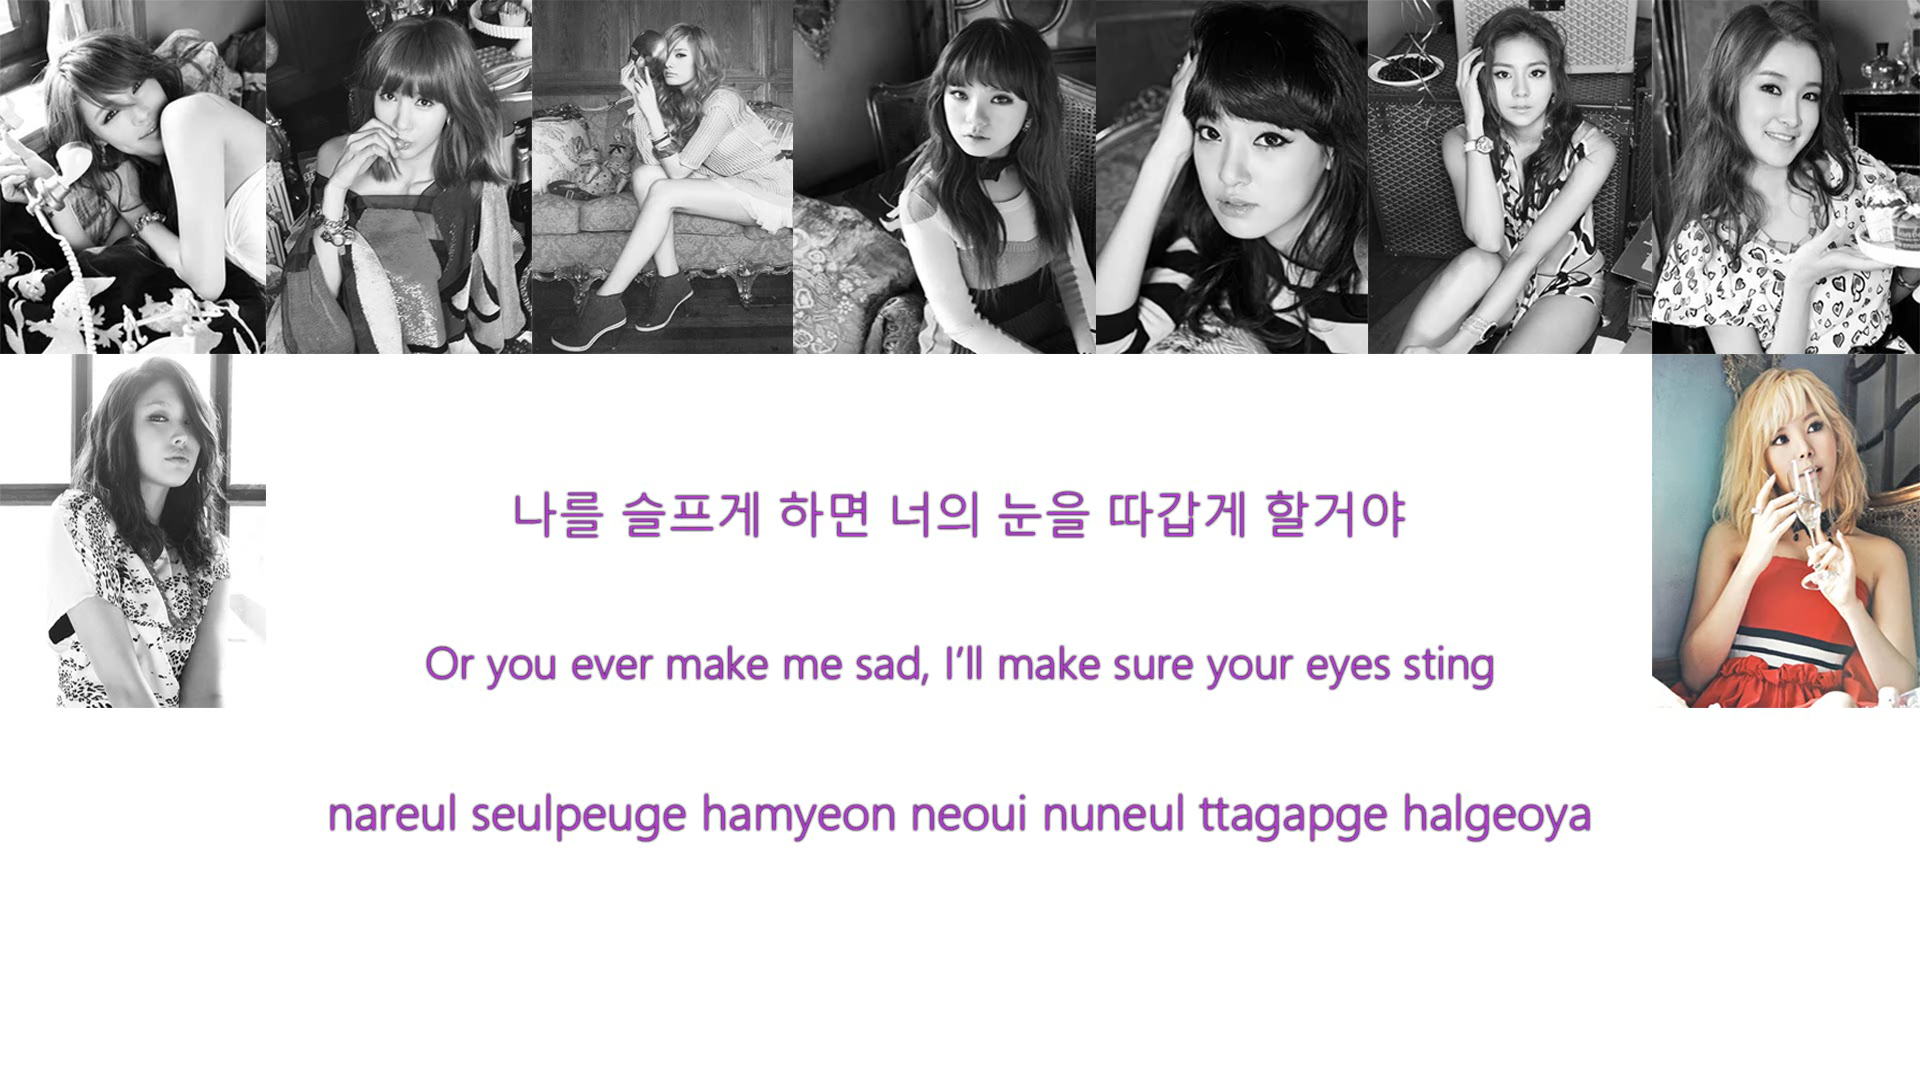 나를 슬프게 하면 너의 눈을 따갑게 할거야
Or you ever make me sad, I’ll make sure your eyes sting
nareul seulpeuge hamyeon neoui nuneul ttagapge halgeoya